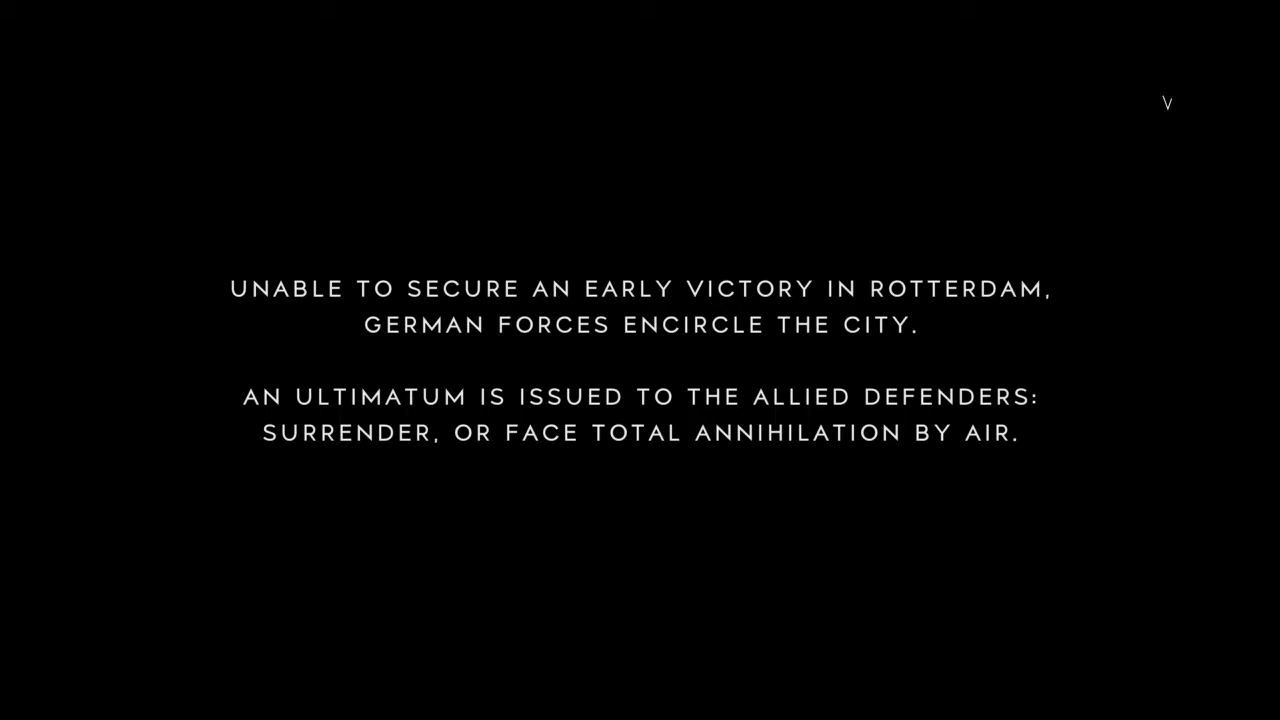 V
UNABLE TO SECURE AN EARLY VICTORY IN ROTTERDAM,
GERMAN FORCES ENCIRCLE THE CITY.
AN ULTIMATUM IS ISSUED TO THE ALLIED DEFENDERS:
SURRENDER, OR FACE TOTAL ANNIHILATION BY AIR.